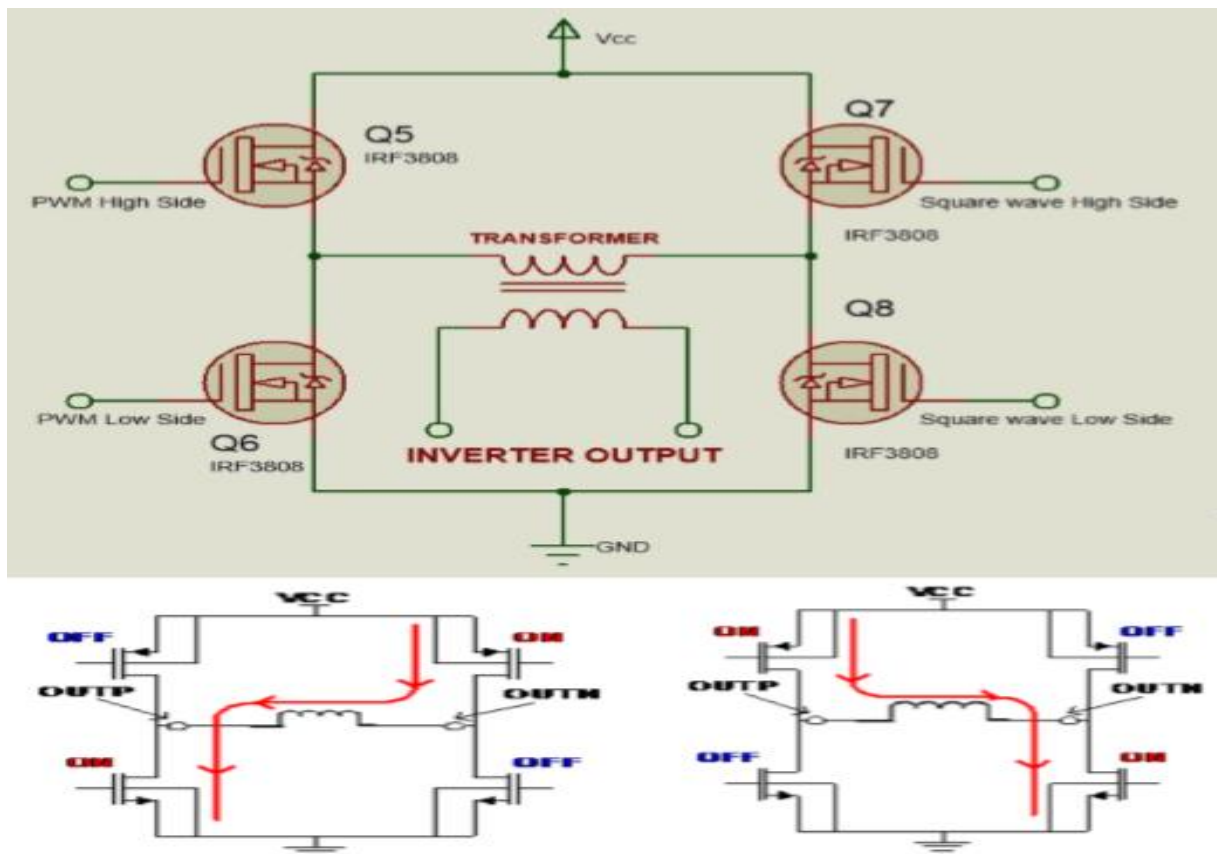 Vcc
Q5
IRF3808
Q7
PWM High Side
Square wave High Side
IRF3808
TRANSFORMER
Q8
PWM Low Side
Square wave Low Side
Q6
IRF3808
INVERTER OUTPUT
IRF3808
GND
VCC
OFF
ON
OUTP
OUTN
ON
OFF
VCC
ON
OFF
OUTP
OUTN
OFF
ON